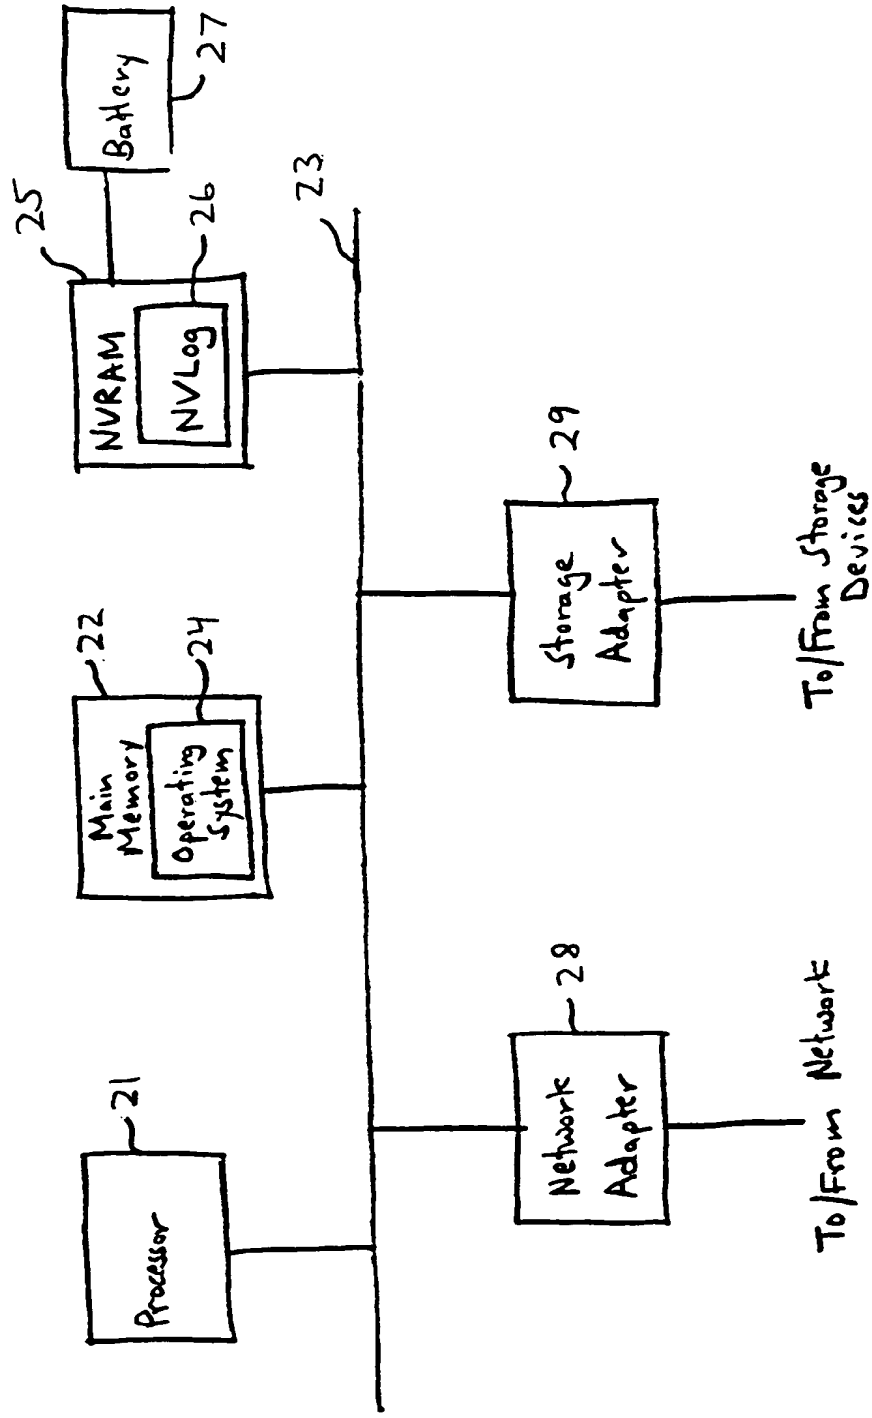 Processor
21
Main
Memory
22
Operating
System
24
NVRAM
25
NVLog
26
Battery
27
23
Network
Adapter
28
Storage
Adapter
29
To/From Network
To/From Storage
Devices